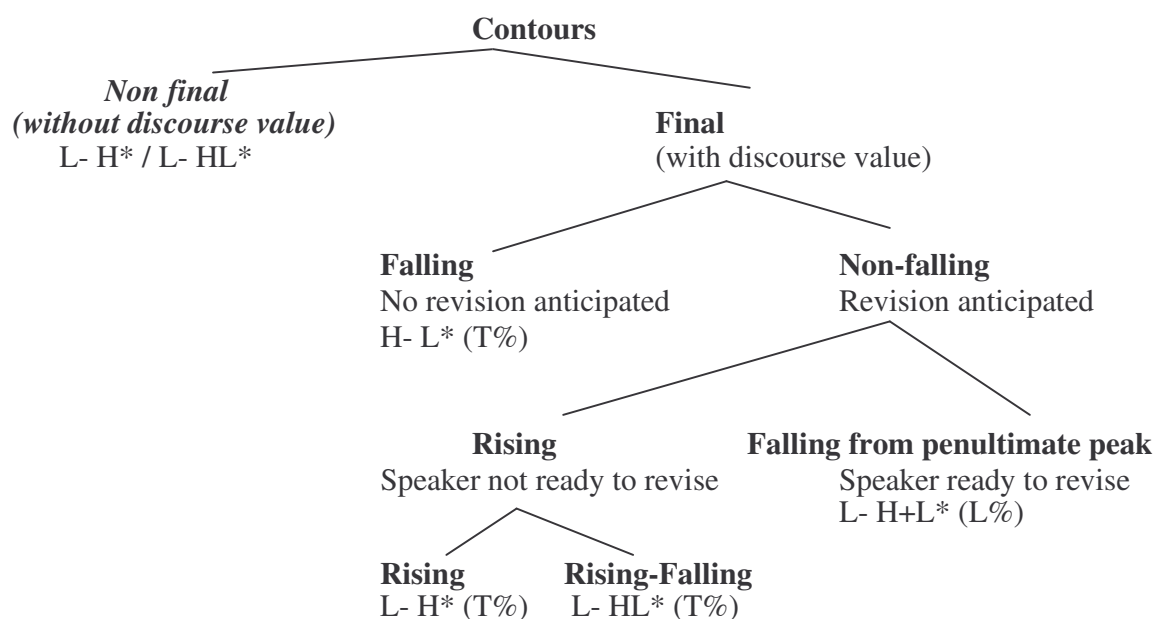 Contours
Non final
(without discourse value)
L- H* / L- HL*
Final
(with discourse value)
Falling
No revision anticipated
H- L* (T%)
Non-falling
Revision anticipated
Rising
Speaker not ready to revise
Falling from penultimate peak
Speaker ready to revise
L- H+L* (L%)
Rising
L- H* (T%)
Rising-Falling
L- HL* (T%)